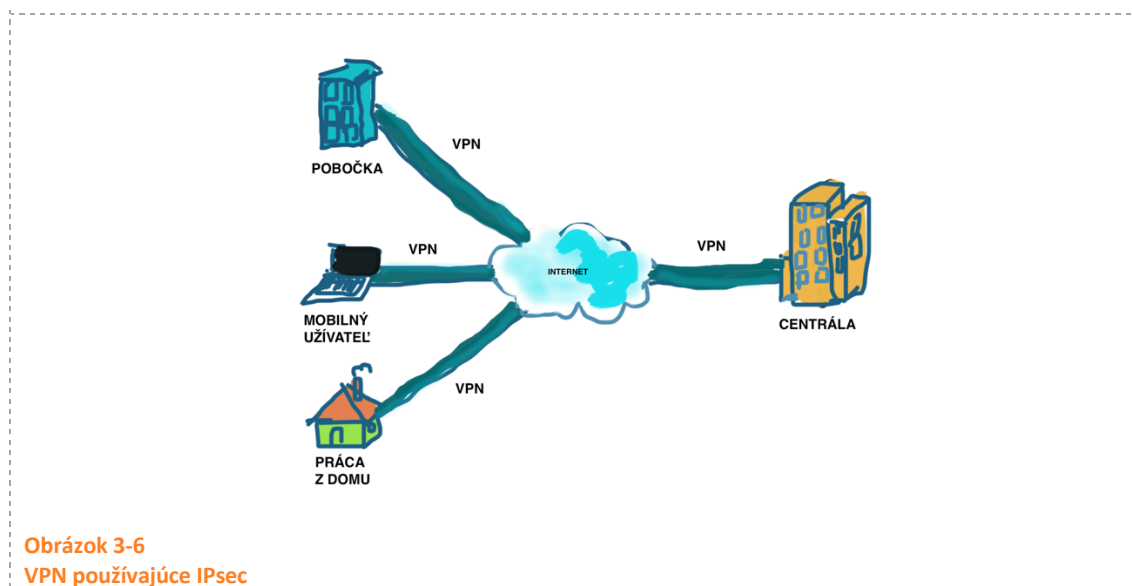 VPN
POBOČKA
VPN
VPN
INTERNET
MOBILNÝ
UŽÍVATEĽ
CENTRÁLA
VPN
PRÁCA
Z DOMU
Obrázok 3-6
VPN používajúce IPsec